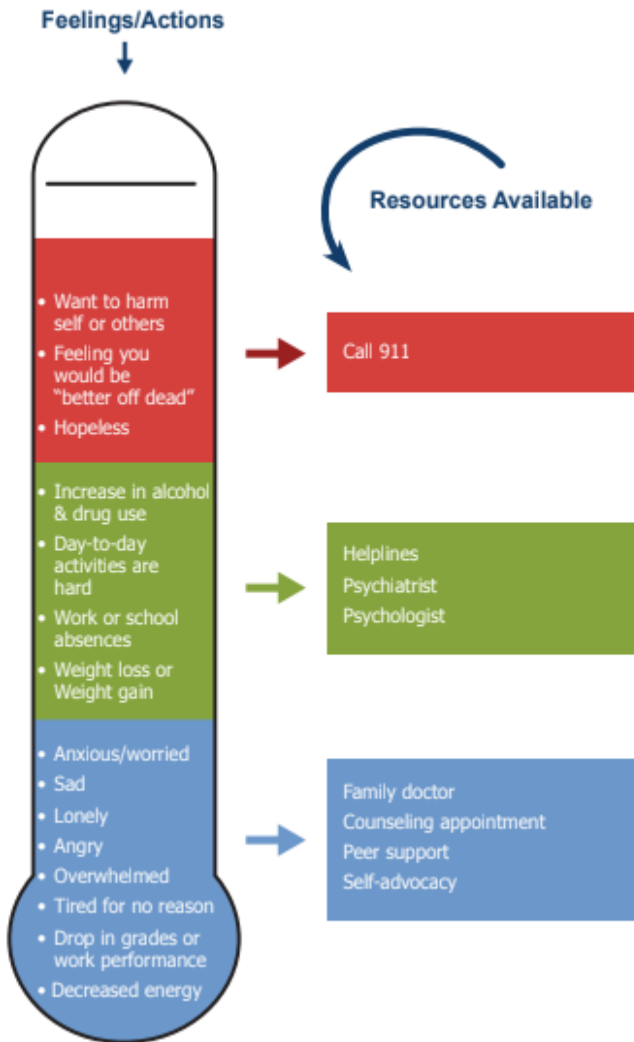 Feelings/Actions
Resources Available
• Want to harm
self or others
• Feeling you
would be
“better off dead”
• Hopeless
Call 911
• Increase in alcohol
& drug use
• Day-to-day
activities are
hard
• Work or school
absences
• Weight loss or
Weight gain
Helplines
Psychiatrist
Psychologist
• Anxious/worried
• Sad
• Lonely
• Angry
• Overwhelmed
• Tired for no reason
• Drop in grades or
work performance
• Decreased energy
Family doctor
Counseling appointment
Peer support
Self-advocacy